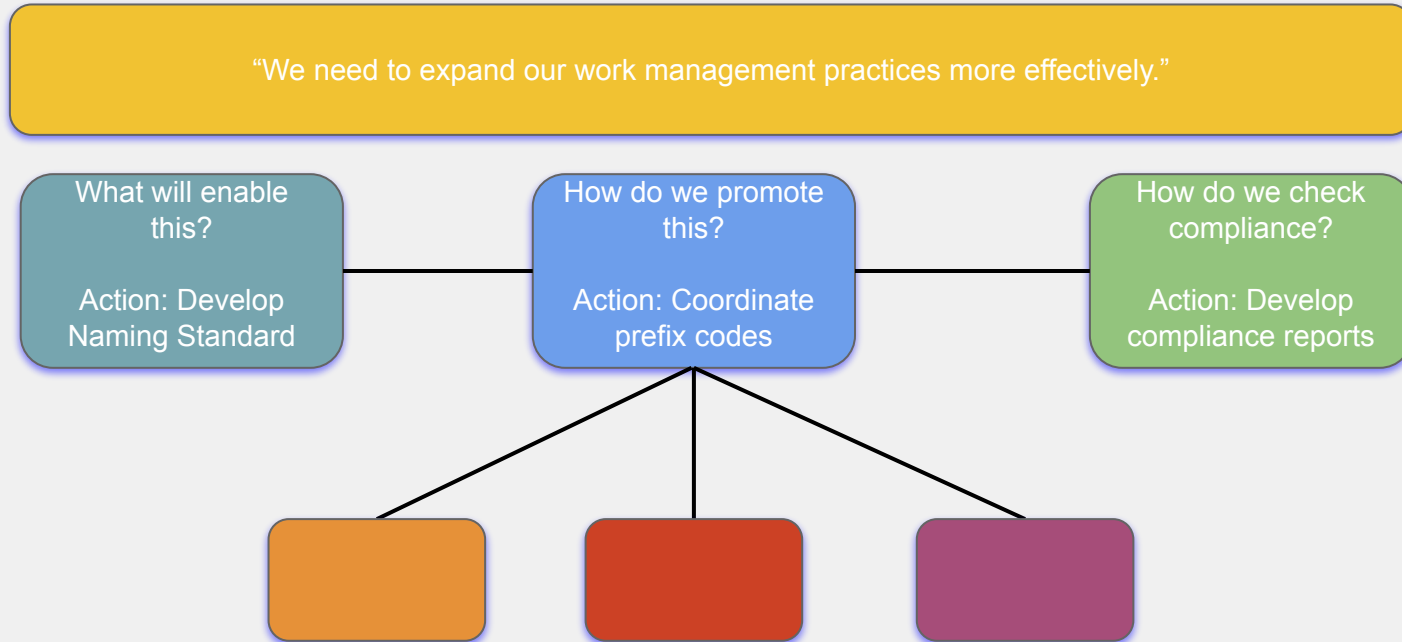 “We need to expand our work management practices more effectively.”
What will enable
this?
Action: Develop
Naming Standard
How do we promote
this?
Action: Coordinate
prefix codes
How do we check
compliance?
Action: Develop
compliance reports